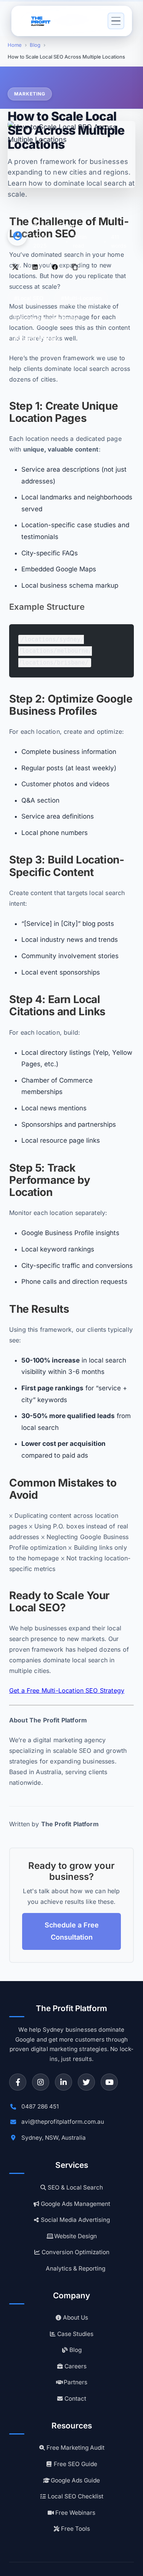 THE
PROFIT
PLATFORM
Home › Blog ›
How to Scale Local SEO Across Multiple Locations
MARKETING
How to Scale Local
SEO Across Multiple
Locations
A proven framework for businesses
expanding to new cities and regions.
Learn how to dominate local search at
scale.
The Challenge of Multi-
Location SEO
You've dominated local search in your home
city. Now you're expanding to new
locations. But how do you replicate that
success at scale?
Most businesses make the mistake of
duplicating their homepage for each
location. Google sees this as thin content
and it rarely ranks well.
Here's the proven framework we use to
help clients dominate local search across
dozens of cities.
Step 1: Create Unique
Location Pages
Each location needs a dedicated page
with unique, valuable content:
• Service area descriptions (not just
addresses)
• Local landmarks and neighborhoods
served
• Location-specific case studies and
testimonials
• City-specific FAQs
• Embedded Google Maps
• Local business schema markup
Example Structure
Step 2: Optimize Google
Business Profiles
For each location, create and optimize:
• Complete business information
• Regular posts (at least weekly)
• Customer photos and videos
• Q&A section
• Service area definitions
• Local phone numbers
Step 3: Build Location-
Specific Content
Create content that targets local search
intent:
• "[Service] in [City]" blog posts
• Local industry news and trends
• Community involvement stories
• Local event sponsorships
Step 4: Earn Local
Citations and Links
For each location, build:
• Local directory listings (Yelp, Yellow
Pages, etc.)
• Chamber of Commerce
memberships
• Local news mentions
• Sponsorships and partnerships
• Local resource page links
Step 5: Track
Performance by
Location
Monitor each location separately:
• Google Business Profile insights
• Local keyword rankings
• City-specific traffic and conversions
• Phone calls and direction requests
The Results
Using this framework, our clients typically
see:
• 50-100% increase in local search
visibility within 3-6 months
• First page rankings for "service +
city" keywords
• 30-50% more qualified leads from
local search
• Lower cost per acquisition
compared to paid ads
Common Mistakes to
Avoid
× Duplicating content across location
pages × Using P.O. boxes instead of real
addresses × Neglecting Google Business
Profile optimization × Building links only
to the homepage × Not tracking location-
specific metrics
Ready to Scale Your
Local SEO?
We help businesses expand their local
search presence to new markets. Our
proven framework has helped dozens of
companies dominate local search in
multiple cities.
Get a Free Multi-Location SEO Strategy
About The Profit Platform
We're a digital marketing agency
specializing in scalable SEO and growth
strategies for expanding businesses.
Based in Australia, serving clients
nationwide.
Written by The Profit Platform
Ready to grow your
business?
Let's talk about how we can help
you achieve results like these.
Schedule a Free
Consultation
The Profit Platform
We help Sydney businesses dominate
Google and get more customers through
proven digital marketing strategies. No lock-
ins, just results.
0487 286 451
avi@theprofitplatform.com.au
Sydney, NSW, Australia
Services
SEO & Local Search
Google Ads Management
Social Media Advertising
Website Design
Conversion Optimization
Analytics & Reporting
Company
About Us
Case Studies
Blog
Careers
Partners
Contact
Resources
Free Marketing Audit
Free SEO Guide
Google Ads Guide
Local SEO Checklist
Free Webinars
Free Tools